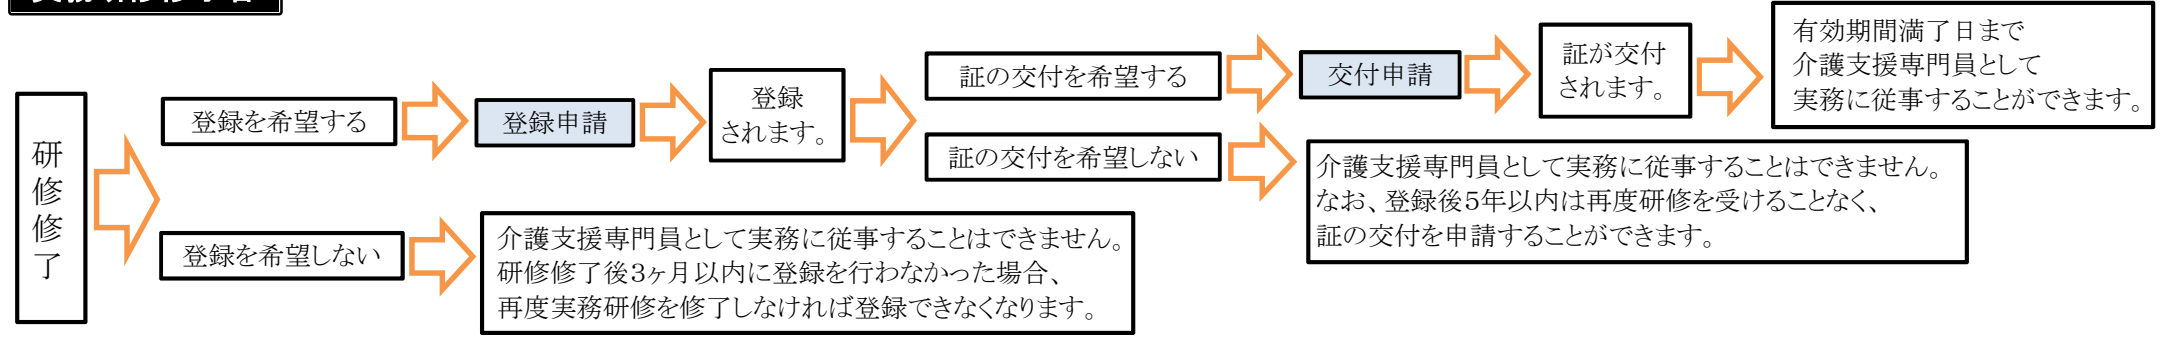 研修修了
登録を希望する
登録申請
登録
されます。
証の交付を希望する
交付申請
証が交付
されます。
有効期間満了日まで
介護支援専門員として
実務に従事することができます。
証の交付を希望しない
介護支援専門員として実務に従事することはできません。
なお、登録後5年以内は再度研修を受けることなく、
証の交付を申請することができます。
登録を希望しない
介護支援専門員として実務に従事することはできません。
研修修了後3ヶ月以内に登録を行わなかった場合、
再度実務研修を修了しなければ登録できなくなります。